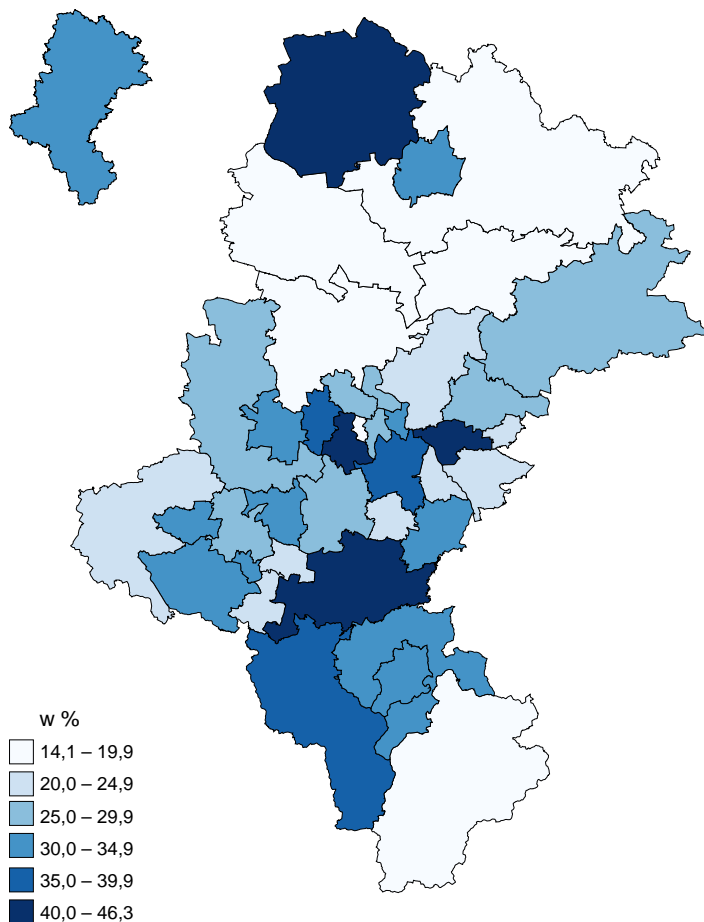 w %
14,1 – 19,9
20,0 – 24,9
25,0 – 29,9
30,0 – 34,9
35,0 – 39,9
40,0 – 46,3